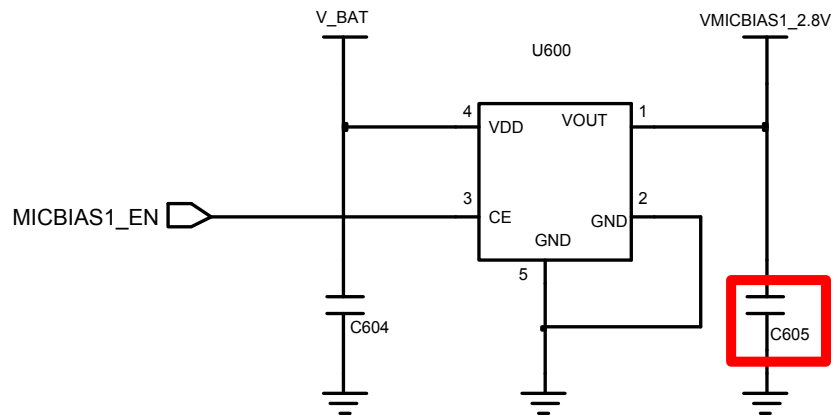 V_BAT
VMICBIAS1_2.8V
U600
4
VDD
VOUT
1
MICBIAS1_EN
3
CE
2
GND
GND
5
C604
C605